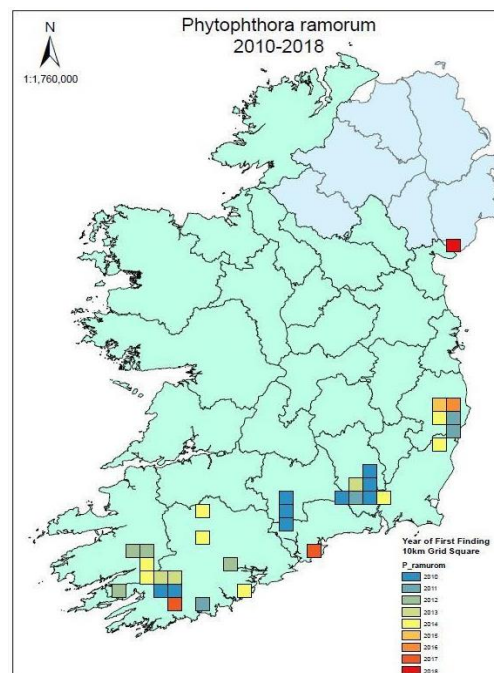 Phytophthora ramorum
2010-2018
N
1:1,760,000
Year of First Finding
10km Grid Square
P_ramurom
2010
2011
2012
2013
2014
2015
2016
2017
2018